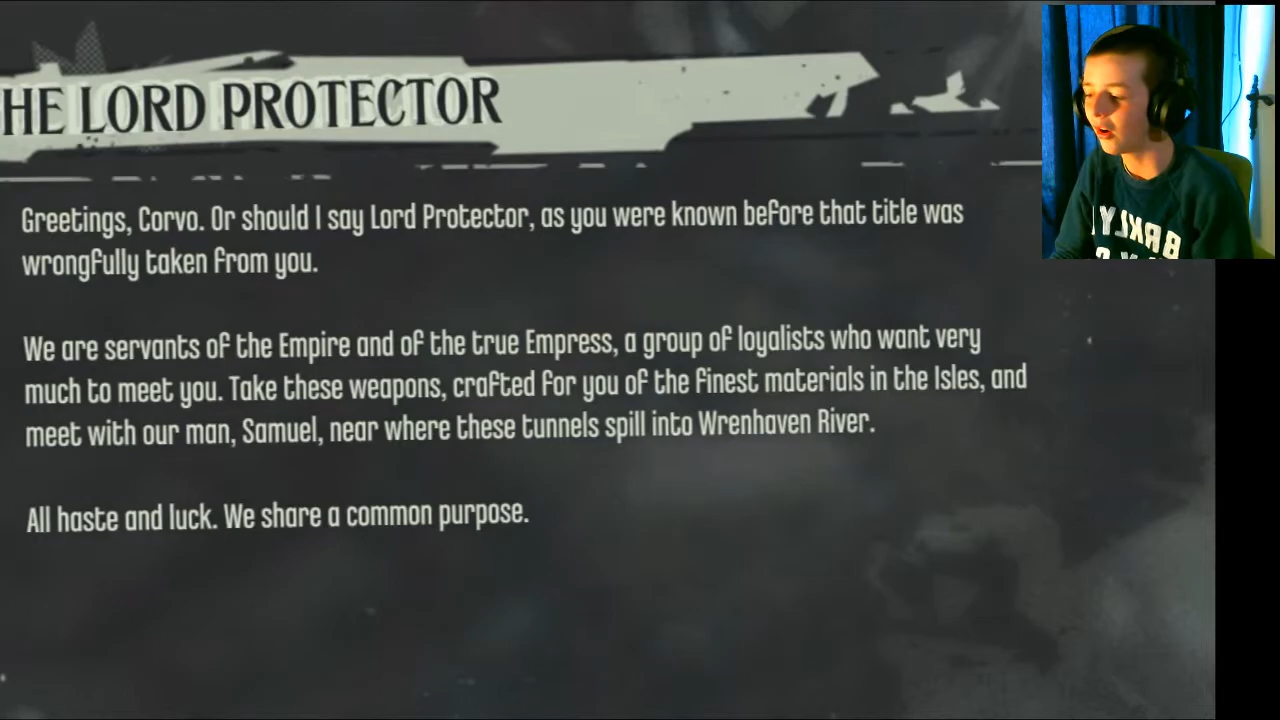 HE LORD PROTECTOR
Greetings, Corvo. Or should I say Lord Protector, as you were known before that title was
wrongfully taken from you.
We are servants of the Empire and of the true Empress, a group of loyalists who want very
much to meet you. Take these weapons, crafted for you of the finest materials in the Isles, and
meet with our man, Samuel, near where these tunnels spill into Wrenhaven River.
All haste and luck. We share a common purpose.
BRKLY